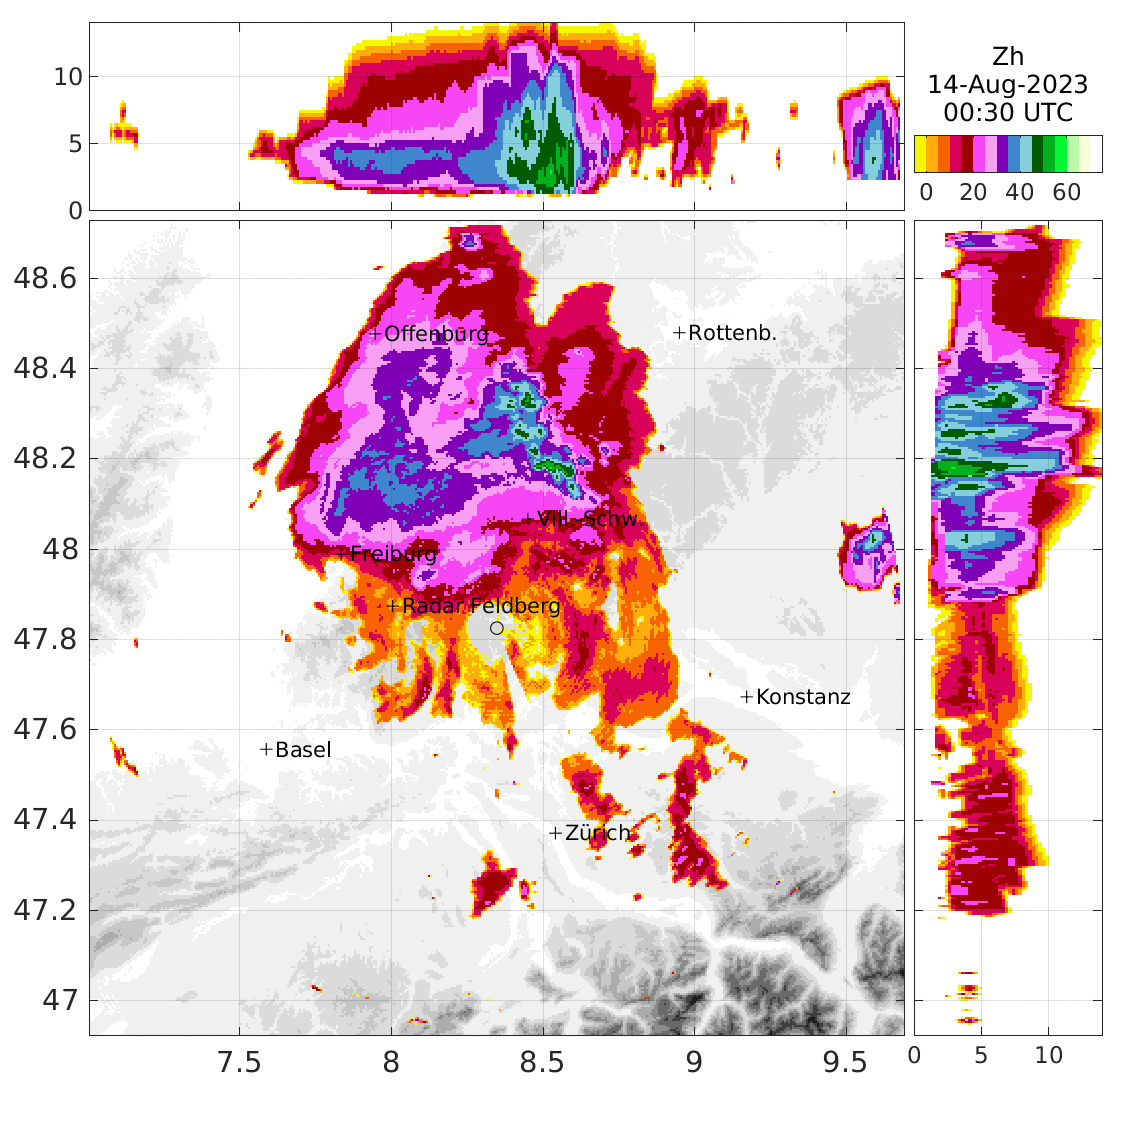 10
5
0
Zh
14-Aug-2023
00:30 UTC
0 20 40 60
48.6
48.4
48.2
48
47.8
47.6
47.4
47.2
47
+Offenburg
+Rottenb.
+Vill.-Schw.
+Freiburg
+Radar Feldberg
+Konstanz
+Basel
+Zürich
7.5 8 8.5 9 9.5
0 5 10